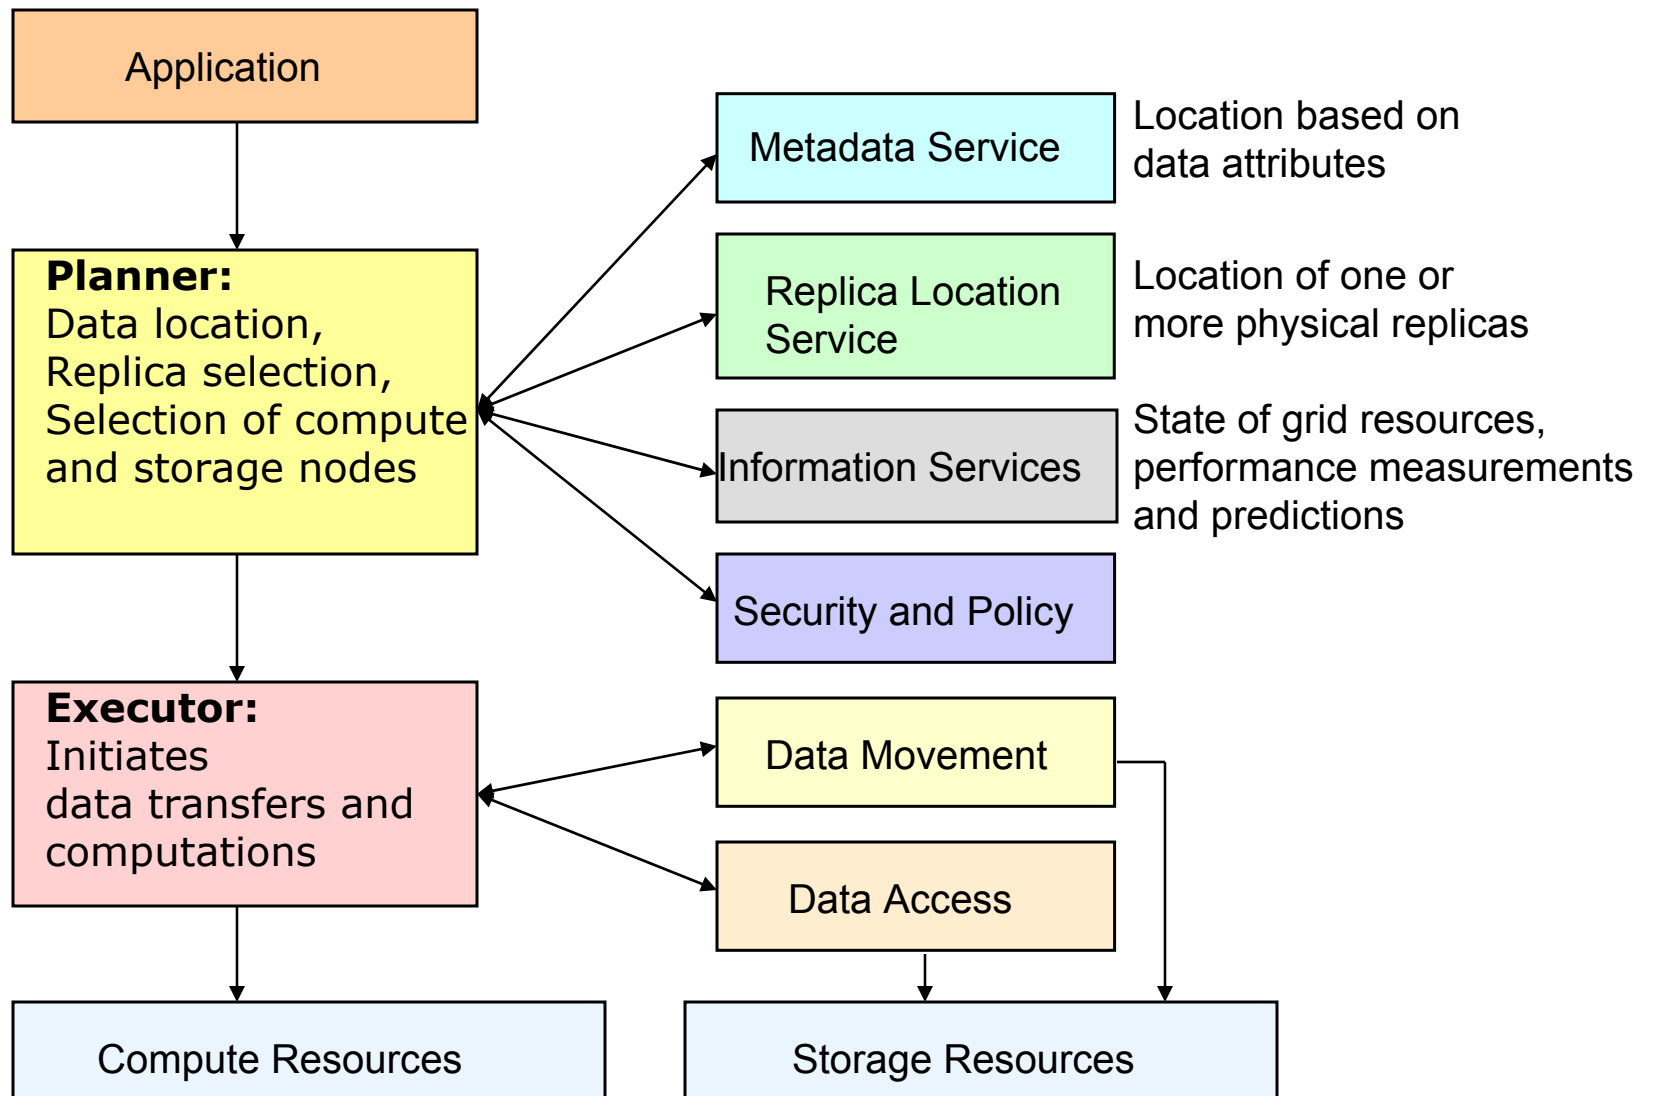 Application
Metadata Service
Location based on
data attributes
Planner:
Data location,
Replica selection,
Selection of compute
and storage nodes
Replica Location
Service
Location of one or
more physical replicas
Information Services
State of grid resources,
performance measurements
and predictions
Security and Policy
Executor:
Initiates
data transfers and
computations
Data Movement
Data Access
Compute Resources
Storage Resources